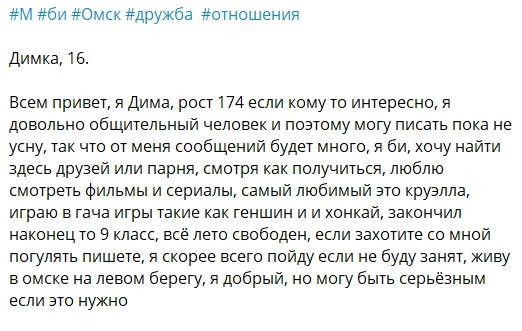 #М #би #Омск #дружба #отношения
Димка, 16.
Всем привет, я Дима, рост 174 если кому то интересно, я
довольно общительный человек и поэтому могу писать пока не
усну, так что от меня сообщений будет много, я би, хочу найти
здесь друзей или парня, смотря как получиться, люблю
смотреть фильмы и сериалы, самый любимый это круэлла,
играю в гача игры такие как геншин и и хонкай, закончил
наконец то 9 класс, всё лето свободен, если захотите со мной
погулять пишете, я скорее всего пойду если не буду занят, живу
в омске на левом берегу, я добрый, но могу быть серьёзным
если это нужно